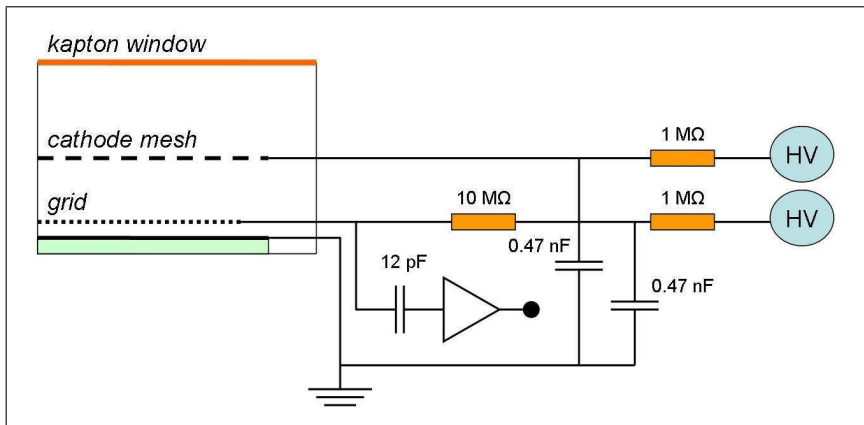 kapton window
cathode mesh
1 MΩ
HV
grid
10 MΩ
1 MΩ
HV
0.47 nF
12 pF
0.47 nF